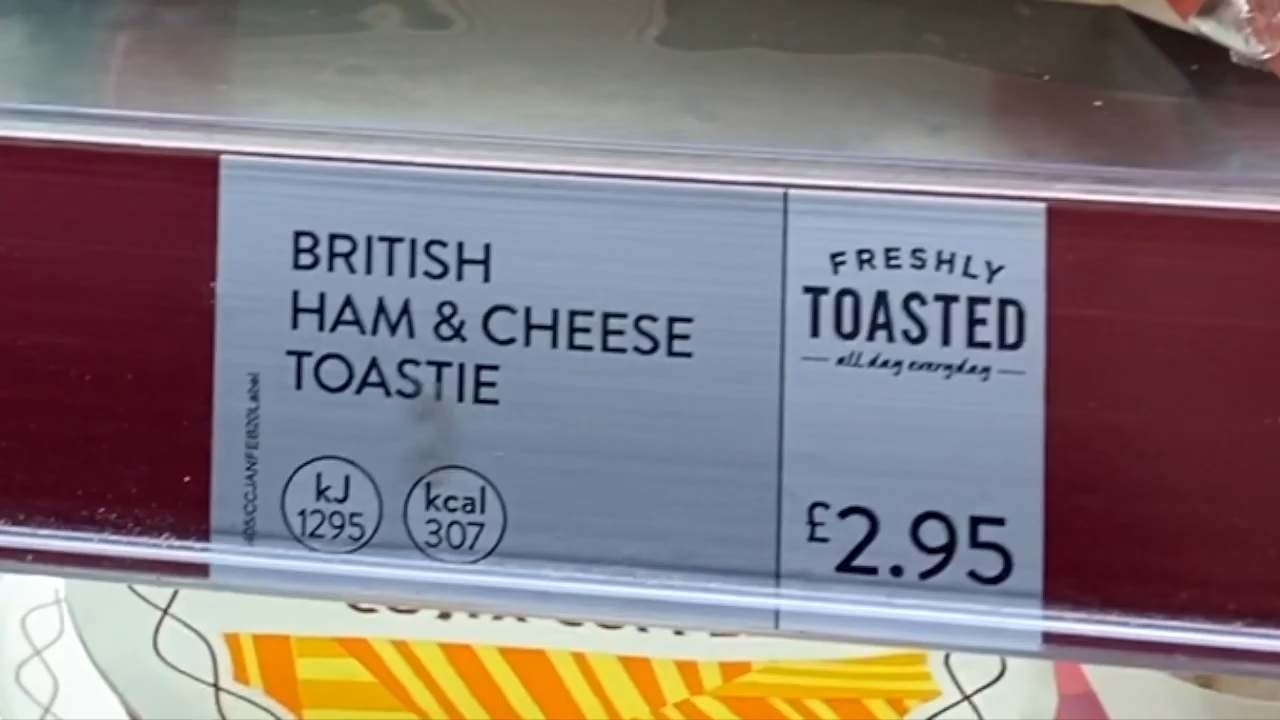 BRITISH
HAM & CHEESE
TOASTIE
kJ
1295
kcal
307
FRESHLY
TOASTED
all day everyday
£2.95